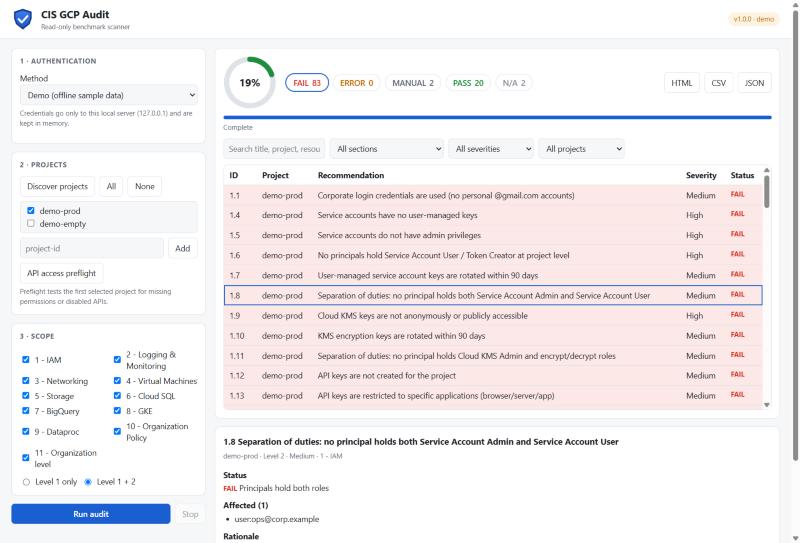 CIS GCP Audit
Read-only benchmark scanner
v1.0.0 · demo
1 · AUTHENTICATION
Method
Demo (offline sample data)
Credentials go only to this local server (127.0.0.1) and are
kept in memory.
2 · PROJECTS
Discover projects
All
None
demo-prod
demo-empty
project-id
Add
API access preflight
Preflight tests the first selected project for missing
permissions or disabled APIs.
3 · SCOPE
1 - IAM
2 - Logging &
Monitoring
3 - Networking
4 - Virtual Machines
5 - Storage
6 - Cloud SQL
7 - BigQuery
8 - GKE
9 - Dataproc
10 - Organization
Policy
11 - Organization
level
Level 1 only
Level 1 + 2
Run audit
Stop
19%
FAIL 83
ERROR 0
MANUAL 2
PASS 20
N/A 2
HTML
CSV
JSON
Complete
Search title, project, resou
All sections
All severities
All projects
ID Project Recommendation Severity Status
1.1 demo-prod Corporate login credentials are used (no personal @gmail.com accounts) Medium FAIL
1.4 demo-prod Service accounts have no user-managed keys High FAIL
1.5 demo-prod Service accounts do not have admin privileges High FAIL
1.6 demo-prod No principals hold Service Account User / Token Creator at project level High FAIL
1.7 demo-prod User-managed service account keys are rotated within 90 days Medium FAIL
1.8 demo-prod Separation of duties: no principal holds both Service Account Admin and Service Account User Medium FAIL
1.9 demo-prod Cloud KMS keys are not anonymously or publicly accessible High FAIL
1.10 demo-prod KMS encryption keys are rotated within 90 days Medium FAIL
1.11 demo-prod Separation of duties: no principal holds Cloud KMS Admin and encrypt/decrypt roles Medium FAIL
1.12 demo-prod API keys are not created for the project Medium FAIL
1.13 demo-prod API keys are restricted to specific applications (browser/server/app) Medium FAIL
1.8 Separation of duties: no principal holds both Service Account Admin and Service Account User
demo-prod · Level 2 · Medium · 1 - IAM
Status
FAIL Principals hold both roles
Affected (1)
• user:ops@corp.example
Rationale